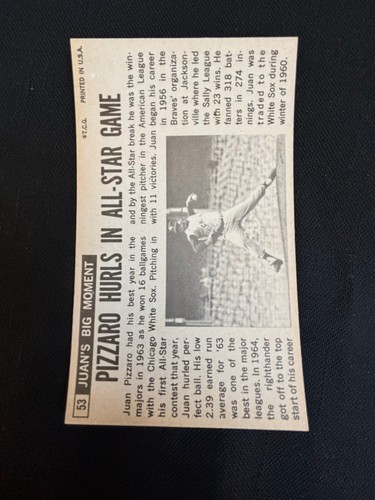 53 JUAN'S BIG MOMENT
PIZZARO HURLS IN ALL-STAR GAME
Juan Pizzaro had his best year in the
majors in 1963 as he won 16 ballgames
with the Chicago White Sox. Pitching in
his first All-Star
contest that year,
Juan hurled per-
fect ball. His low
2.39 earned run
average for '63
was one of the
best in the major
leagues. In 1964,
the righthander
got off to the top
start of his career
and by the All-Star break he was the win-
ningest pitcher in the American League
with 11 victories. Juan began his career
in 1956 in the
Braves' organiza-
tion at Jackson-
ville where he led
the Sally League
with 23 wins. He
fanned 318 bat-
ters in 274 in-
nings. Juan was
traded to the
White Sox during
winter of 1960.
©T.C.G. PRINTED IN U.S.A.